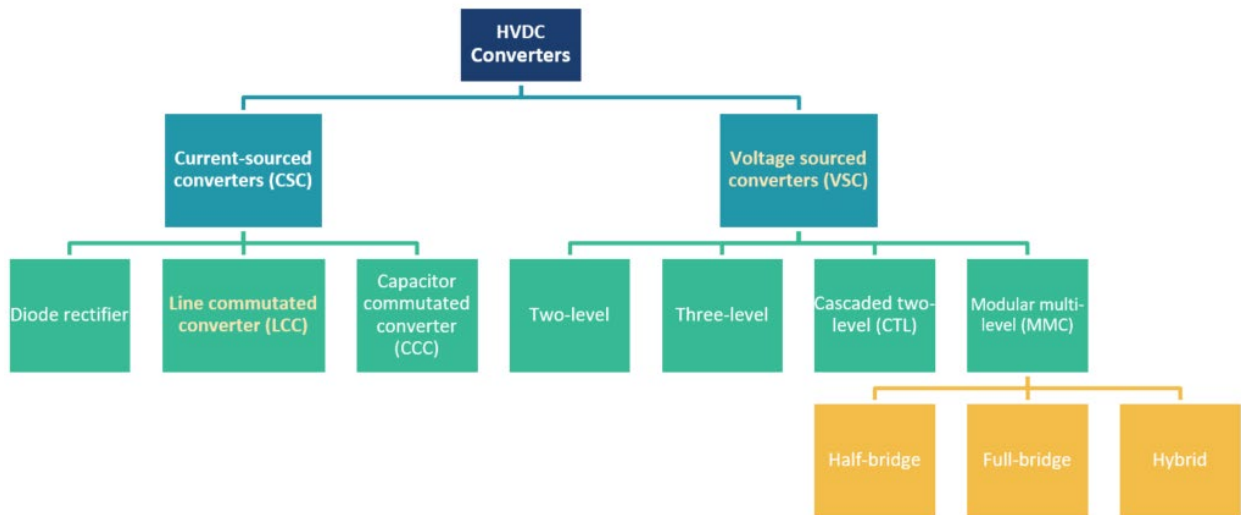 HVDC
Converters
Current-sourced
converters (CSC)
Voltage sourced
converters (VSC)
Diode rectifier
Line commutated
converter (LCC)
Capacitor
commutated
converter
(CCC)
Two-level
Three-level
Cascaded two-
level (CTL)
Modular multi-
level (MMC)
Half-bridge
Full-bridge
Hybrid